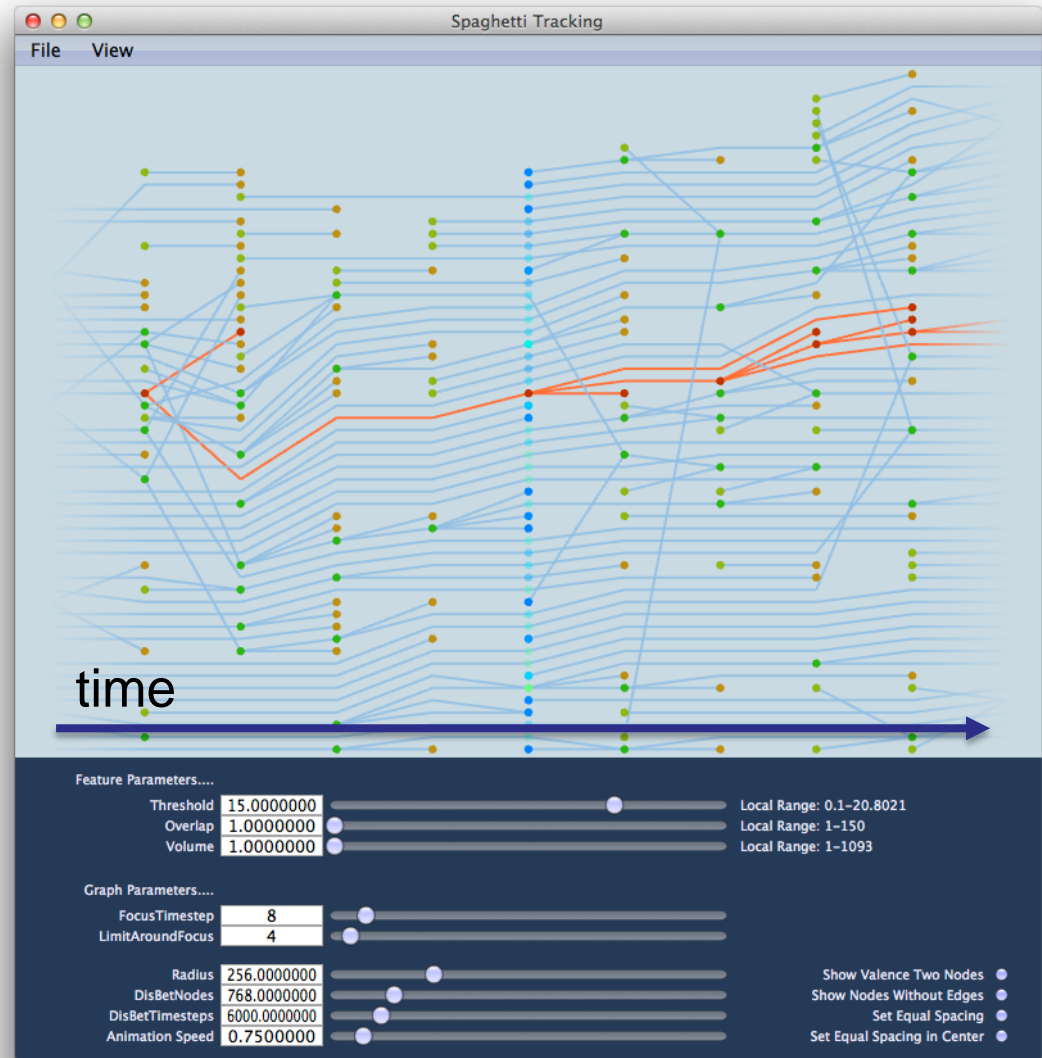 Spaghetti Tracking
File View
time
Feature Parameters....
Threshold 15.0000000 Local Range: 0.1-20.8021
Overlap 1.0000000 Local Range: 1-150
Volume 1.0000000 Local Range: 1-1093
Graph Parameters....
FocusTimestep 8
LimitAroundFocus 4
Radius 256.0000000 Show Valence Two Nodes
DisBetNodes 768.0000000 Show Nodes Without Edges
DisBetTimesteps 6000.0000000 Set Equal Spacing
Animation Speed 0.7500000 Set Equal Spacing in Center